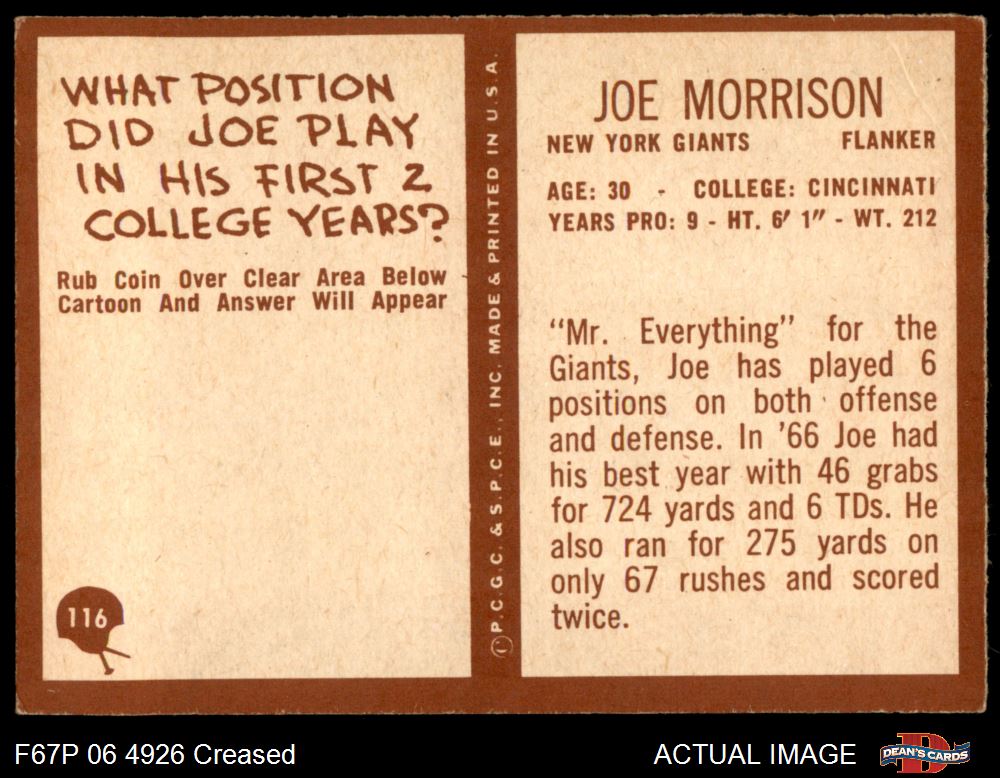 WHAT POSITION
DID JOE PLAY
IN HIS FIRST 2
COLLEGE YEARS?
Rub Coin Over Clear Area Below
Cartoon And Answer Will Appear
116
© P.C.G.C. & S.P.C.E., INC. MADE & PRINTED IN U.S.A.
JOE MORRISON
NEW YORK GIANTS FLANKER
AGE: 30 - COLLEGE: CINCINNATI
YEARS PRO: 9 - HT. 6' 1" - WT. 212
"Mr. Everything" for the
Giants, Joe has played 6
positions on both offense
and defense. In '66 Joe had
his best year with 46 grabs
for 724 yards and 6 TDs. He
also ran for 275 yards on
only 67 rushes and scored
twice.
F67P 06 4926 Creased
ACTUAL IMAGE
DEAN'S CARDS